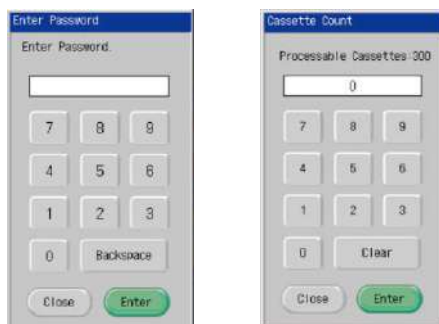 Enter Password
Enter Password.
7 8 9
4 5 6
1 2 3
0 Backspace
Close Enter
Cassette Count
Processable Cassettes:300
0
7 8 9
4 5 6
1 2 3
0 Clear
Close Enter